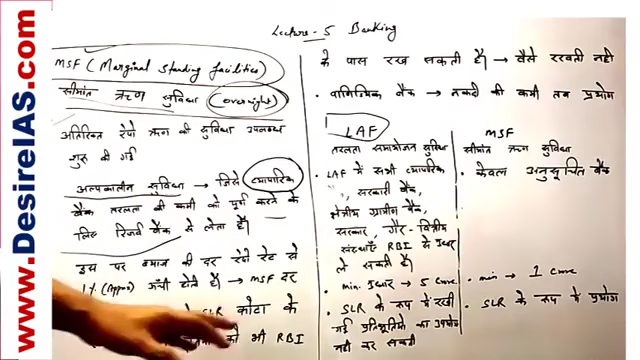 Lecture - 5 Banking
MSF (Marginal standing facilities)
सीमांत ऋण सुविधा (overnight)
अतिरिक्त रेपो ऋण की सुविधा उपलब्ध
शुरु की गई
अल्पकालीन सुविधा → जिसे व्यापारिक
बैंक तरलता की कमी को पूर्ण करने के
लिए रिजर्व बैंक से लेता है।
इस पर ब्याज की दर रेपो रेट से
1% (Approx) ऊँची होती है। → MSF दर
SLR कोटा के
को भी RBI
के पास रख सकती है। → वैसे रखती नही
• वाणिज्यिक बैंक → नकदी की कमी तब प्रयोग
LAF
तरलता समायोजन सुविधा
• LAF में सभी व्यापारिक
सरकारी बैंक,
क्षेत्रीय ग्रामीण बैंक,
सरकार, गैर-वित्तीय
संस्थाएँ RBI से उधार
ले सकती है।
• min. उधार → 5 crore
• SLR के रूप में रखी
गई प्रतिभूतियो का उपयोग
नही कर सकती
MSF
सीमांत ऋण सुविधा
• केवल अनुसूचित बैंक
• min → 1 crore
• SLR के रूप मे प्रयोग
www.DesireIAS.com